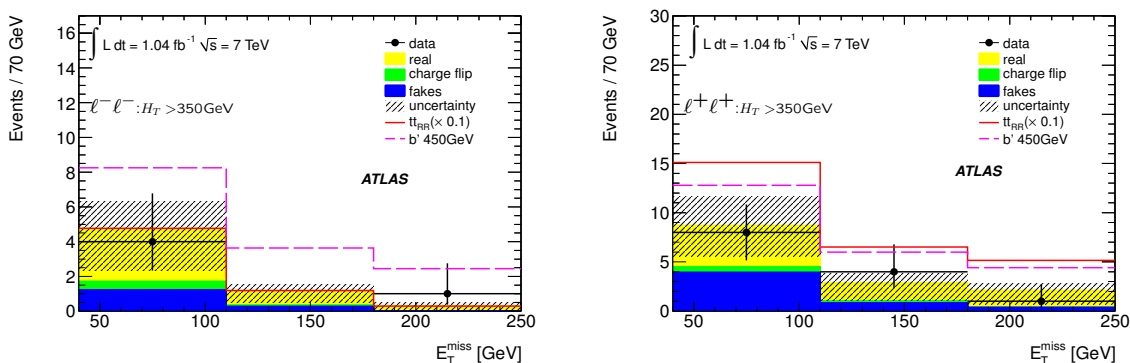 Events / 70 GeV
16
14
12
10
8
6
4
2
0
∫ L dt = 1.04 fb⁻¹ √s = 7 TeV
ℓ⁻ℓ⁻ : H_T >350GeV
data
real
charge flip
fakes
uncertainty
tt_RR(× 0.1)
b' 450GeV
ATLAS
50 100 150 200 250
E_T^miss [GeV]
Events / 70 GeV
30
25
20
15
10
5
0
∫ L dt = 1.04 fb⁻¹ √s = 7 TeV
ℓ⁺ℓ⁺ : H_T >350GeV
data
real
charge flip
fakes
uncertainty
tt_RR(× 0.1)
b' 450GeV
ATLAS
50 100 150 200 250
E_T^miss [GeV]